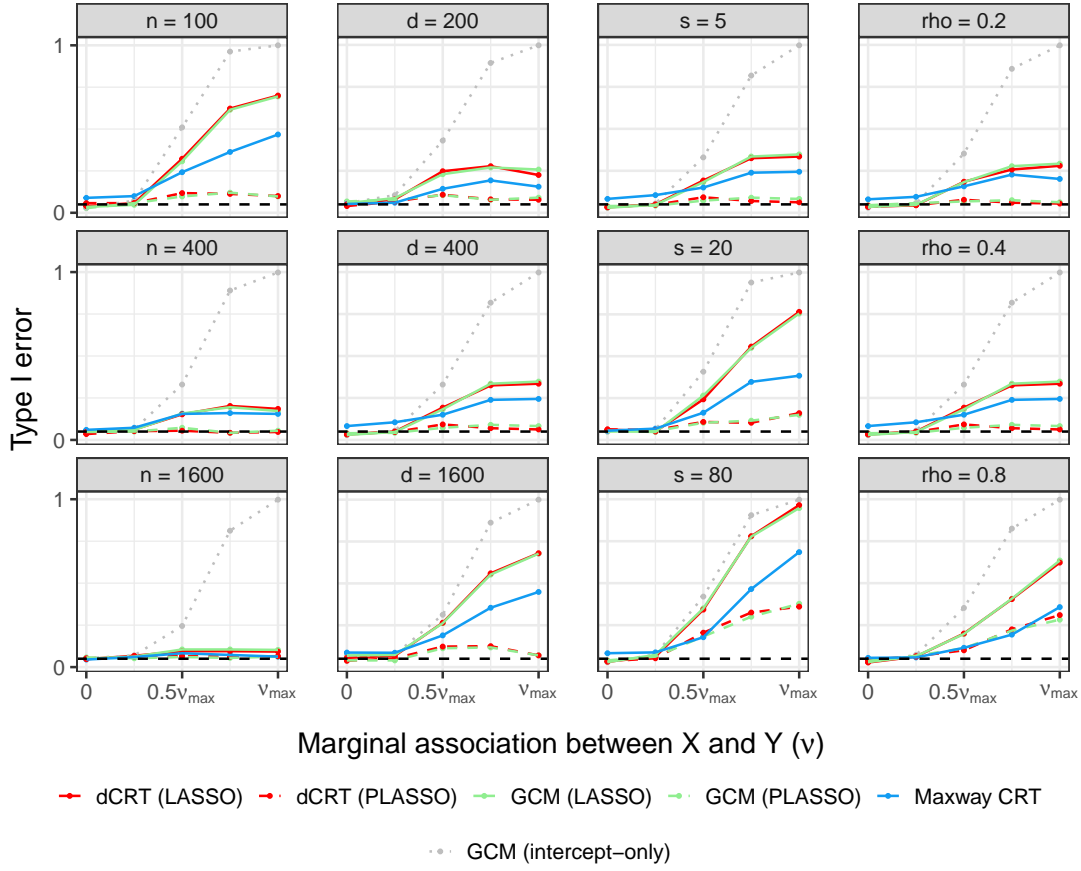 n = 100
d = 200
s = 5
rho = 0.2
1
0
n = 400
d = 400
s = 20
rho = 0.4
1
0
n = 1600
d = 1600
s = 80
rho = 0.8
1
0
Type I error
0 0.5νmax νmax
0 0.5νmax νmax
0 0.5νmax νmax
0 0.5νmax νmax
Marginal association between X and Y (ν)
dCRT (LASSO) dCRT (PLASSO) GCM (LASSO) GCM (PLASSO) Maxway CRT
GCM (intercept−only)